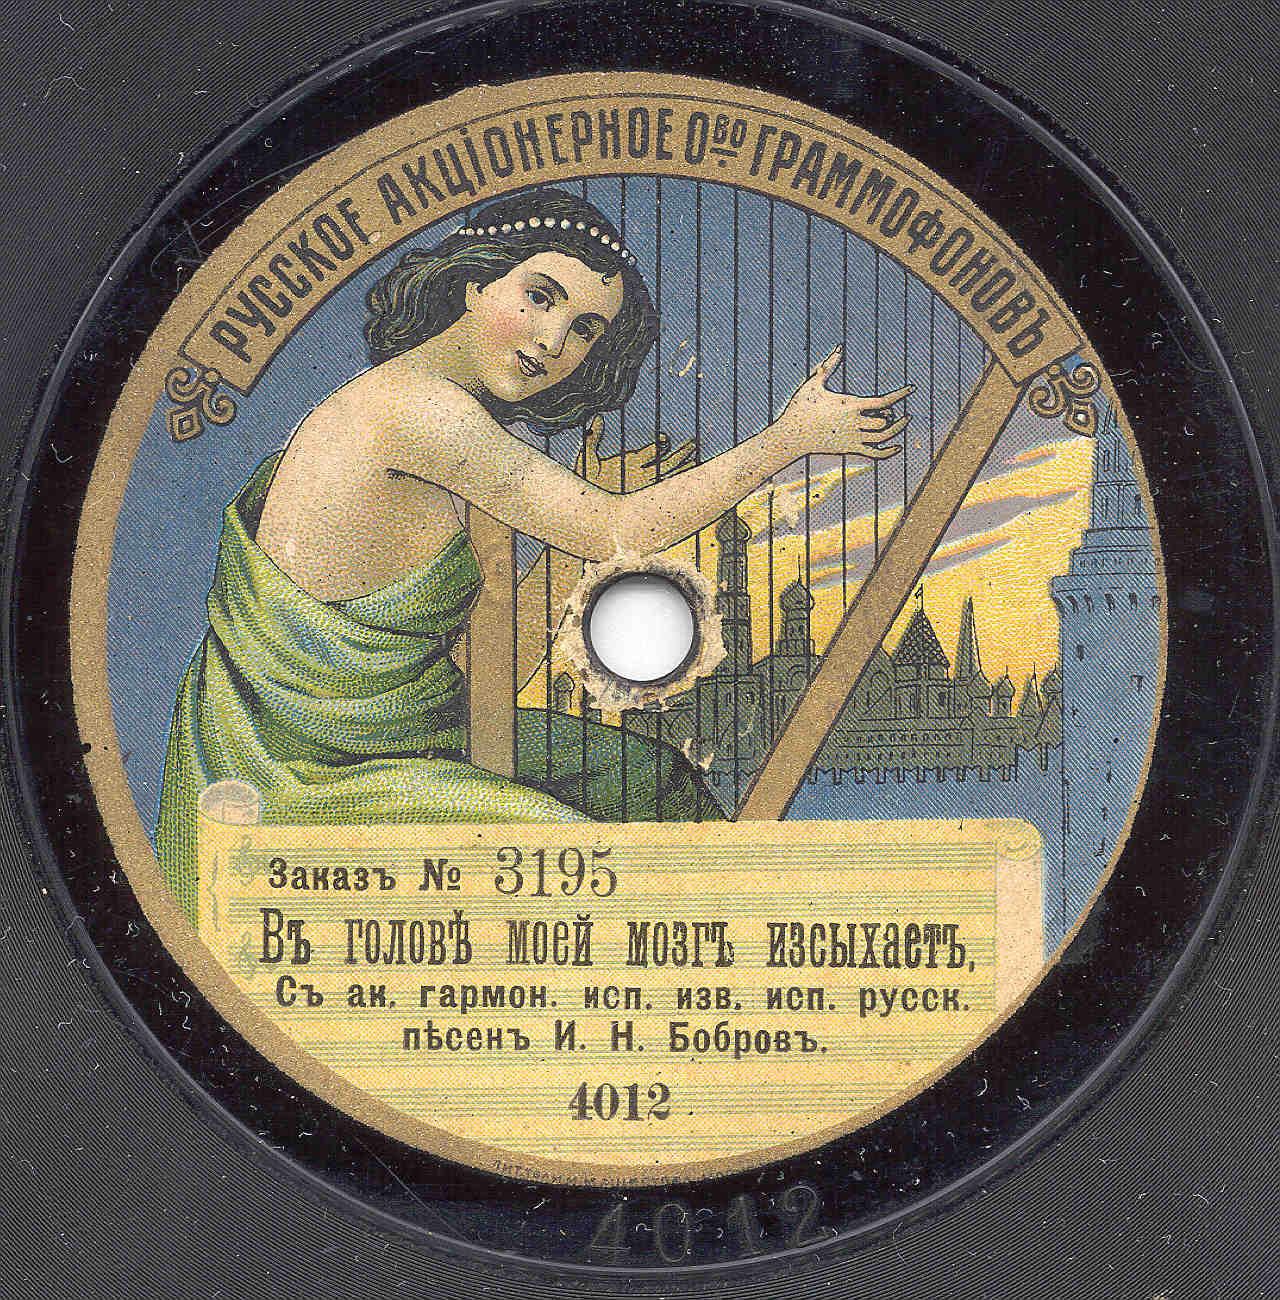 РУССКОЕ АКЦІОНЕРНОЕ О-ВО ГРАММОФОНОВЪ
Заказъ № 3195
Въ головѣ моей мозгъ изсыхаетъ,
Съ ак. гармон. исп. изв. исп. русск.
пѣсенъ И. Н. Бобровъ.
4012
4012